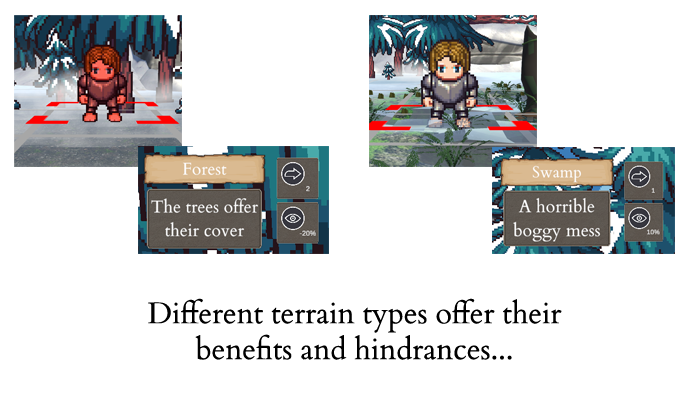 Forest
2
The trees offer
their cover
-20%
Swamp
1
A horrible
boggy mess
10%
Different terrain types offer their
benefits and hindrances...